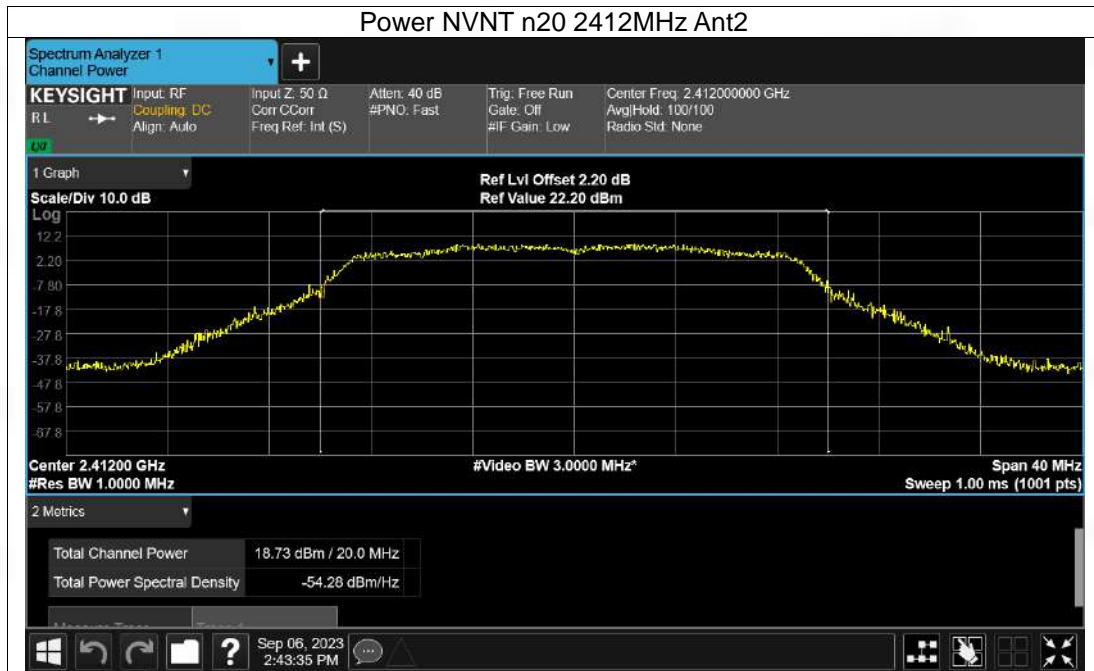 Power NVNT n20 2412MHz Ant2
Spectrum Analyzer 1
Channel Power
KEYSIGHT
R L
LXI
Input: RF
Coupling: DC
Align: Auto
Input Z: 50 Ω
Corr CCorr
Freq Ref: Int (S)
Atten: 40 dB
#PNO: Fast
Trig: Free Run
Gate: Off
#IF Gain: Low
Center Freq: 2.412000000 GHz
Avg|Hold: 100/100
Radio Std: None
1 Graph
Scale/Div 10.0 dB
Ref Lvl Offset 2.20 dB
Ref Value 22.20 dBm
Log
12.2
2.20
-7.80
-17.8
-27.8
-37.8
-47.8
-57.8
-67.8
Center 2.41200 GHz
#Video BW 3.0000 MHz*
Span 40 MHz
#Res BW 1.0000 MHz
Sweep 1.00 ms (1001 pts)
2 Metrics
Total Channel Power 18.73 dBm / 20.0 MHz
Total Power Spectral Density -54.28 dBm/Hz
Sep 06, 2023
2:43:35 PM